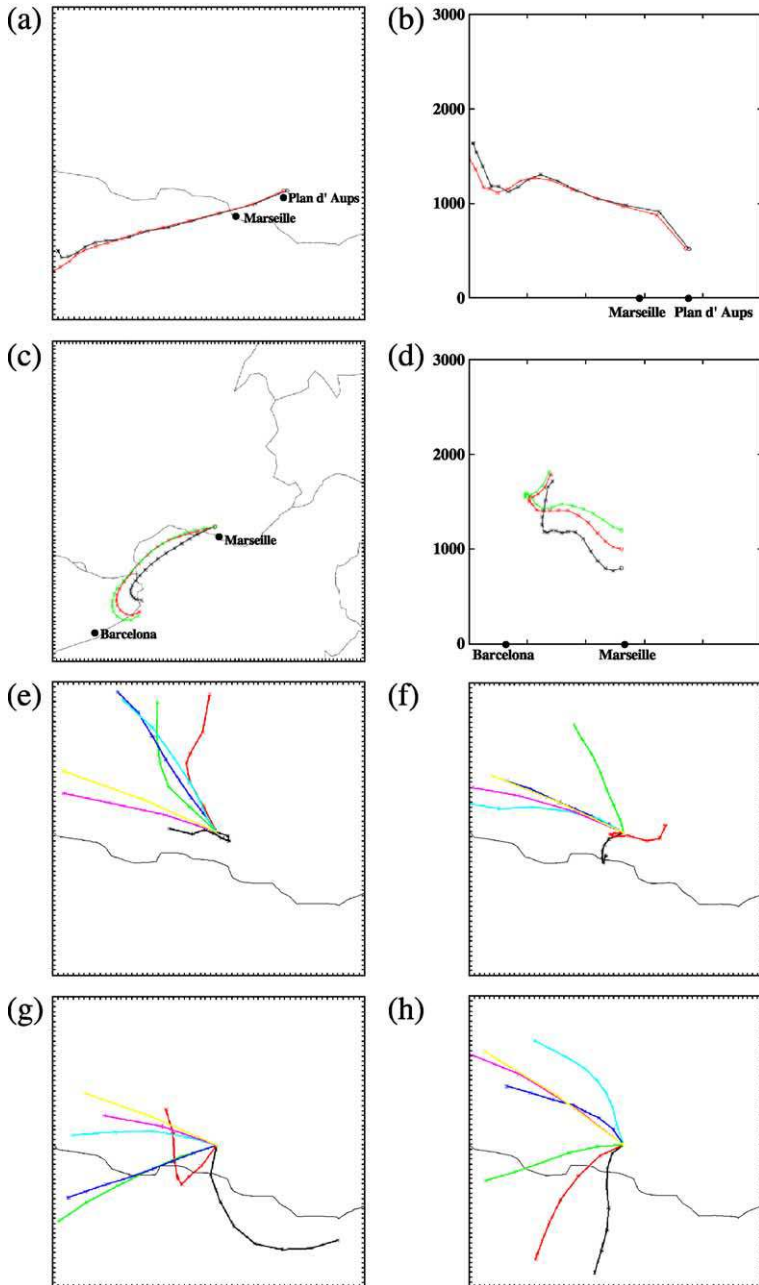 (a)
Plan d' Aups
Marseille
(b)
3000
2000
1000
0
Marseille Plan d' Aups
(c)
Marseille
Barcelona
(d)
3000
2000
1000
0
Barcelona Marseille
(e)
(f)
(g)
(h)